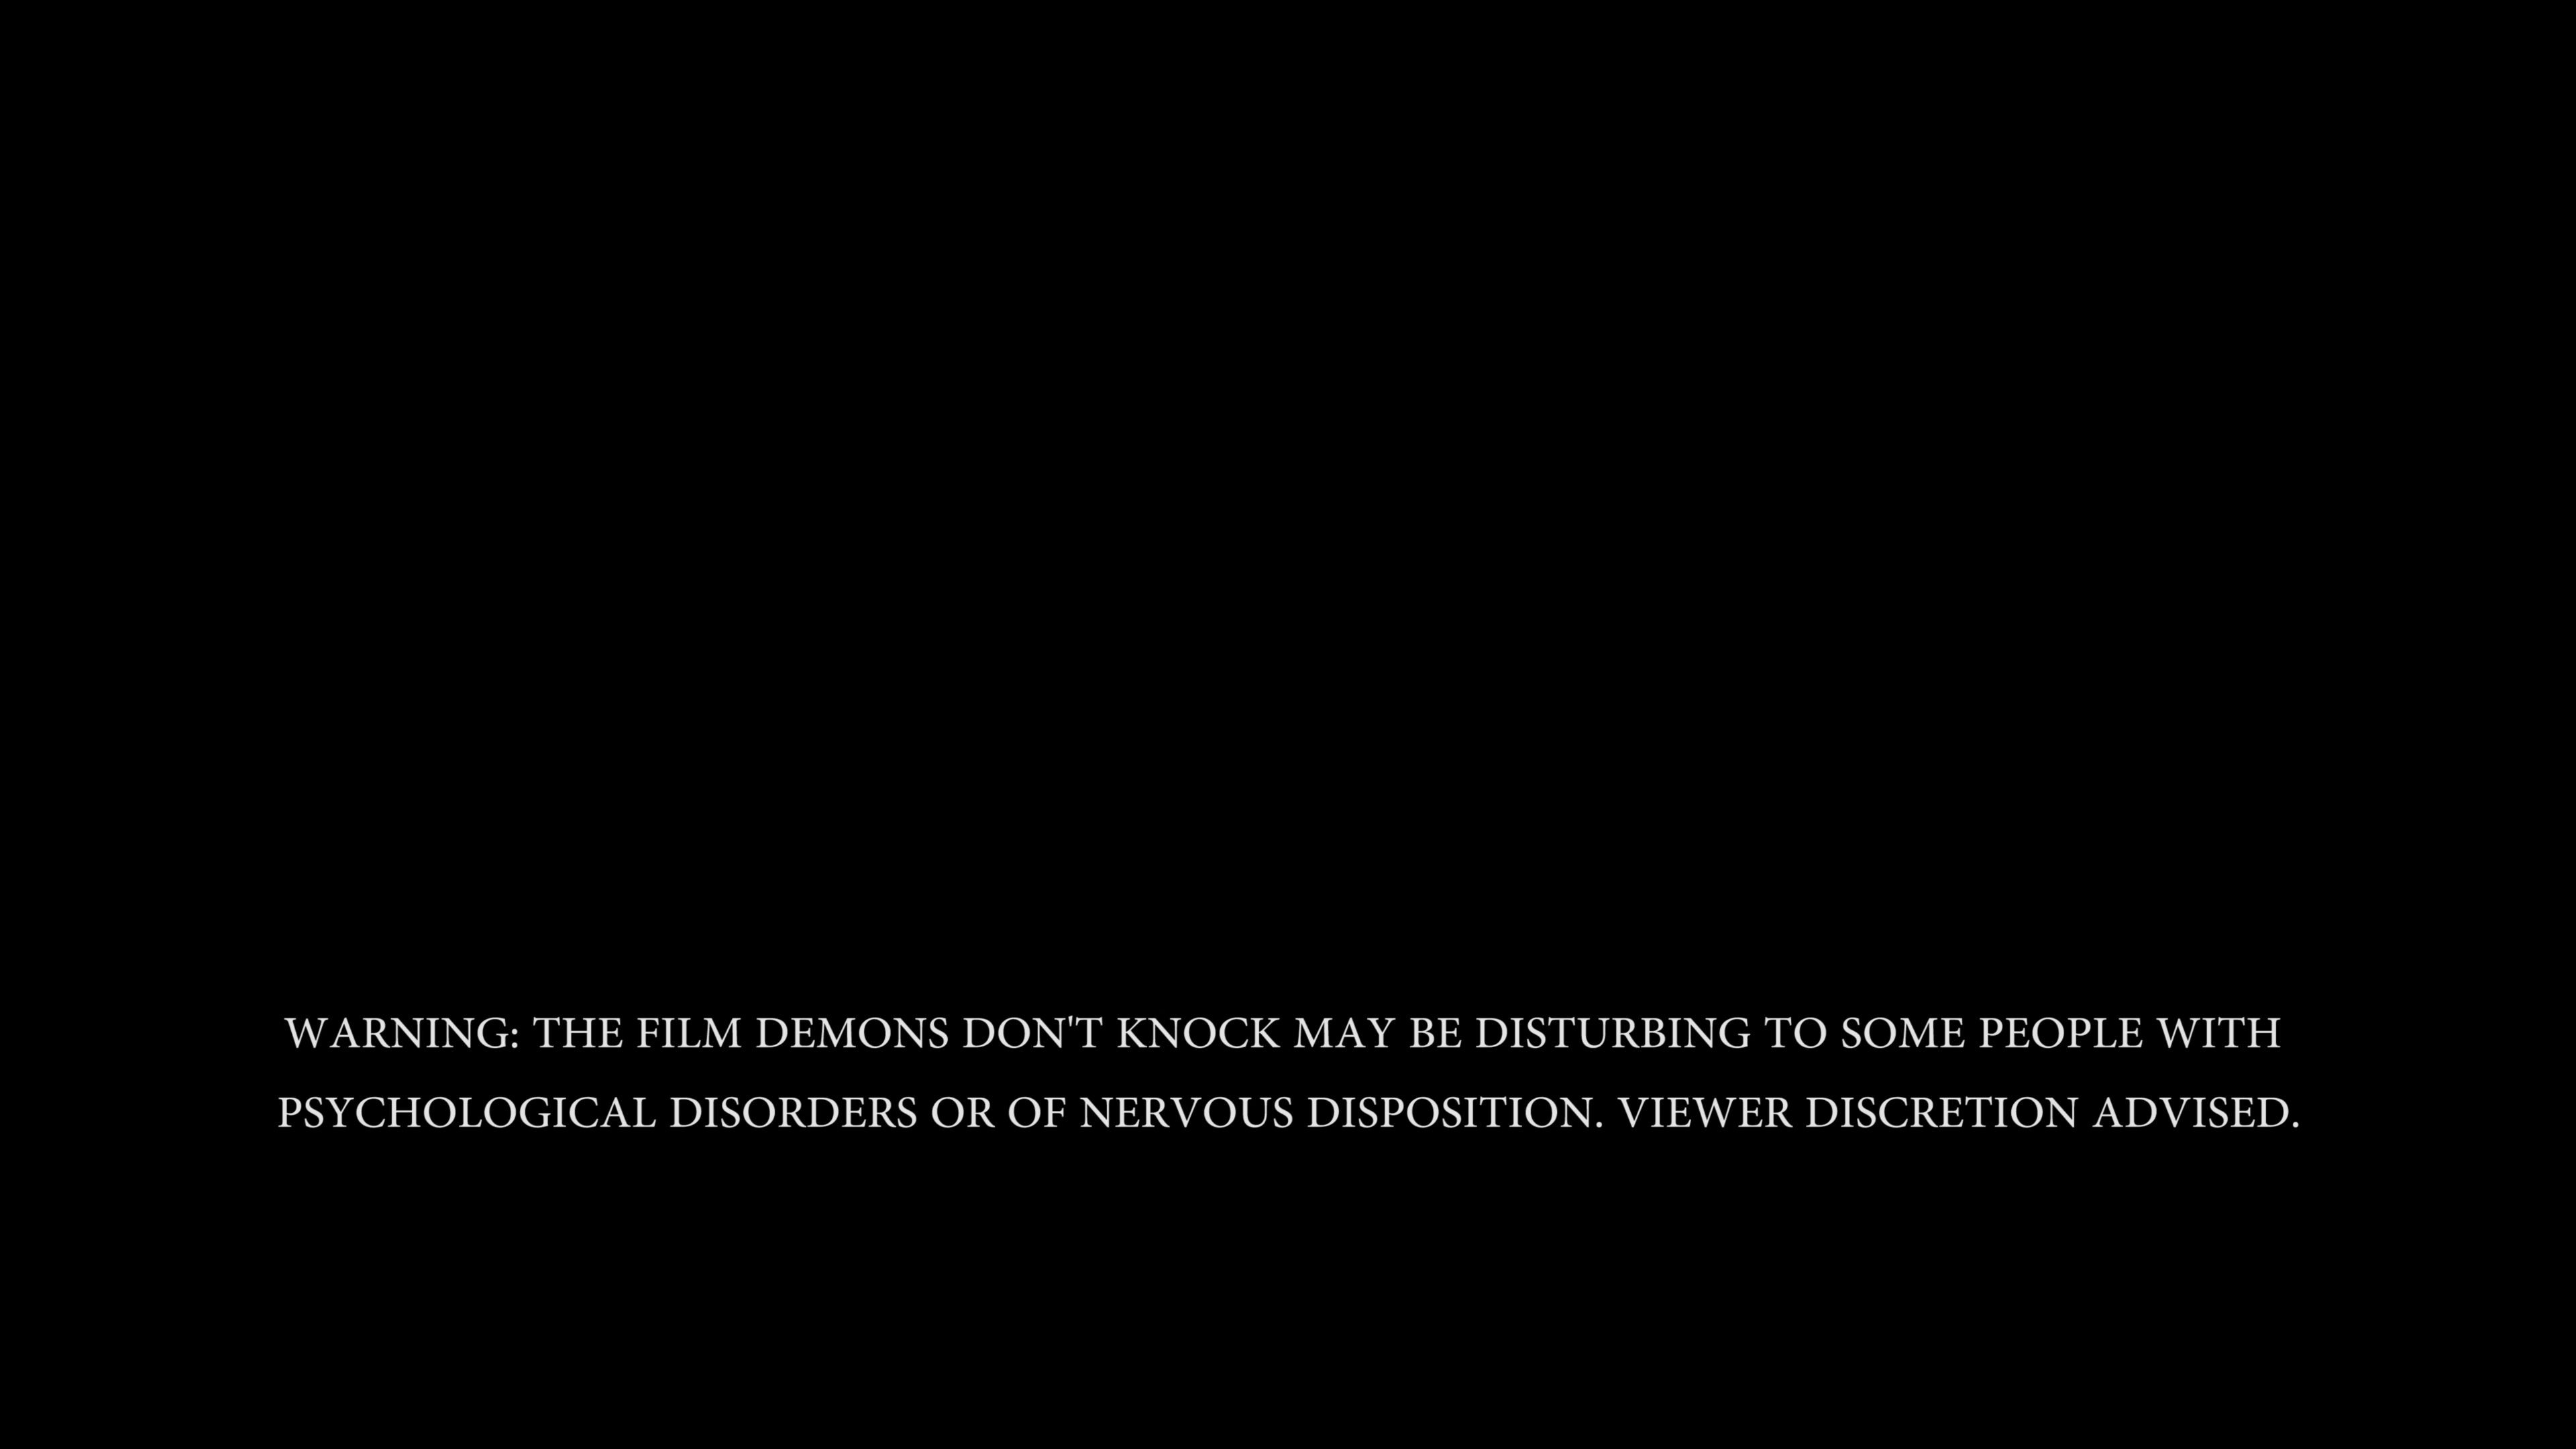 WARNING: THE FILM DEMONS DON'T KNOCK MAY BE DISTURBING TO SOME PEOPLE WITH
PSYCHOLOGICAL DISORDERS OR OF NERVOUS DISPOSITION. VIEWER DISCRETION ADVISED.